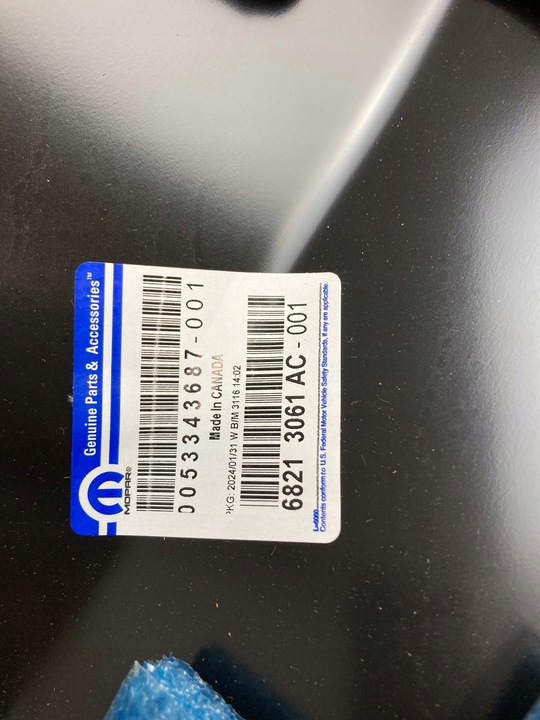 Genuine Parts & Accessories™
MOPAR®
0053343687-001
Made In CANADA
PKG: 2024/01/31 W B/M 3116 14:02
6821 3061 AC - 001
Contents conform to U.S. Federal Motor Vehicle Safety Standards, If any are applicable.